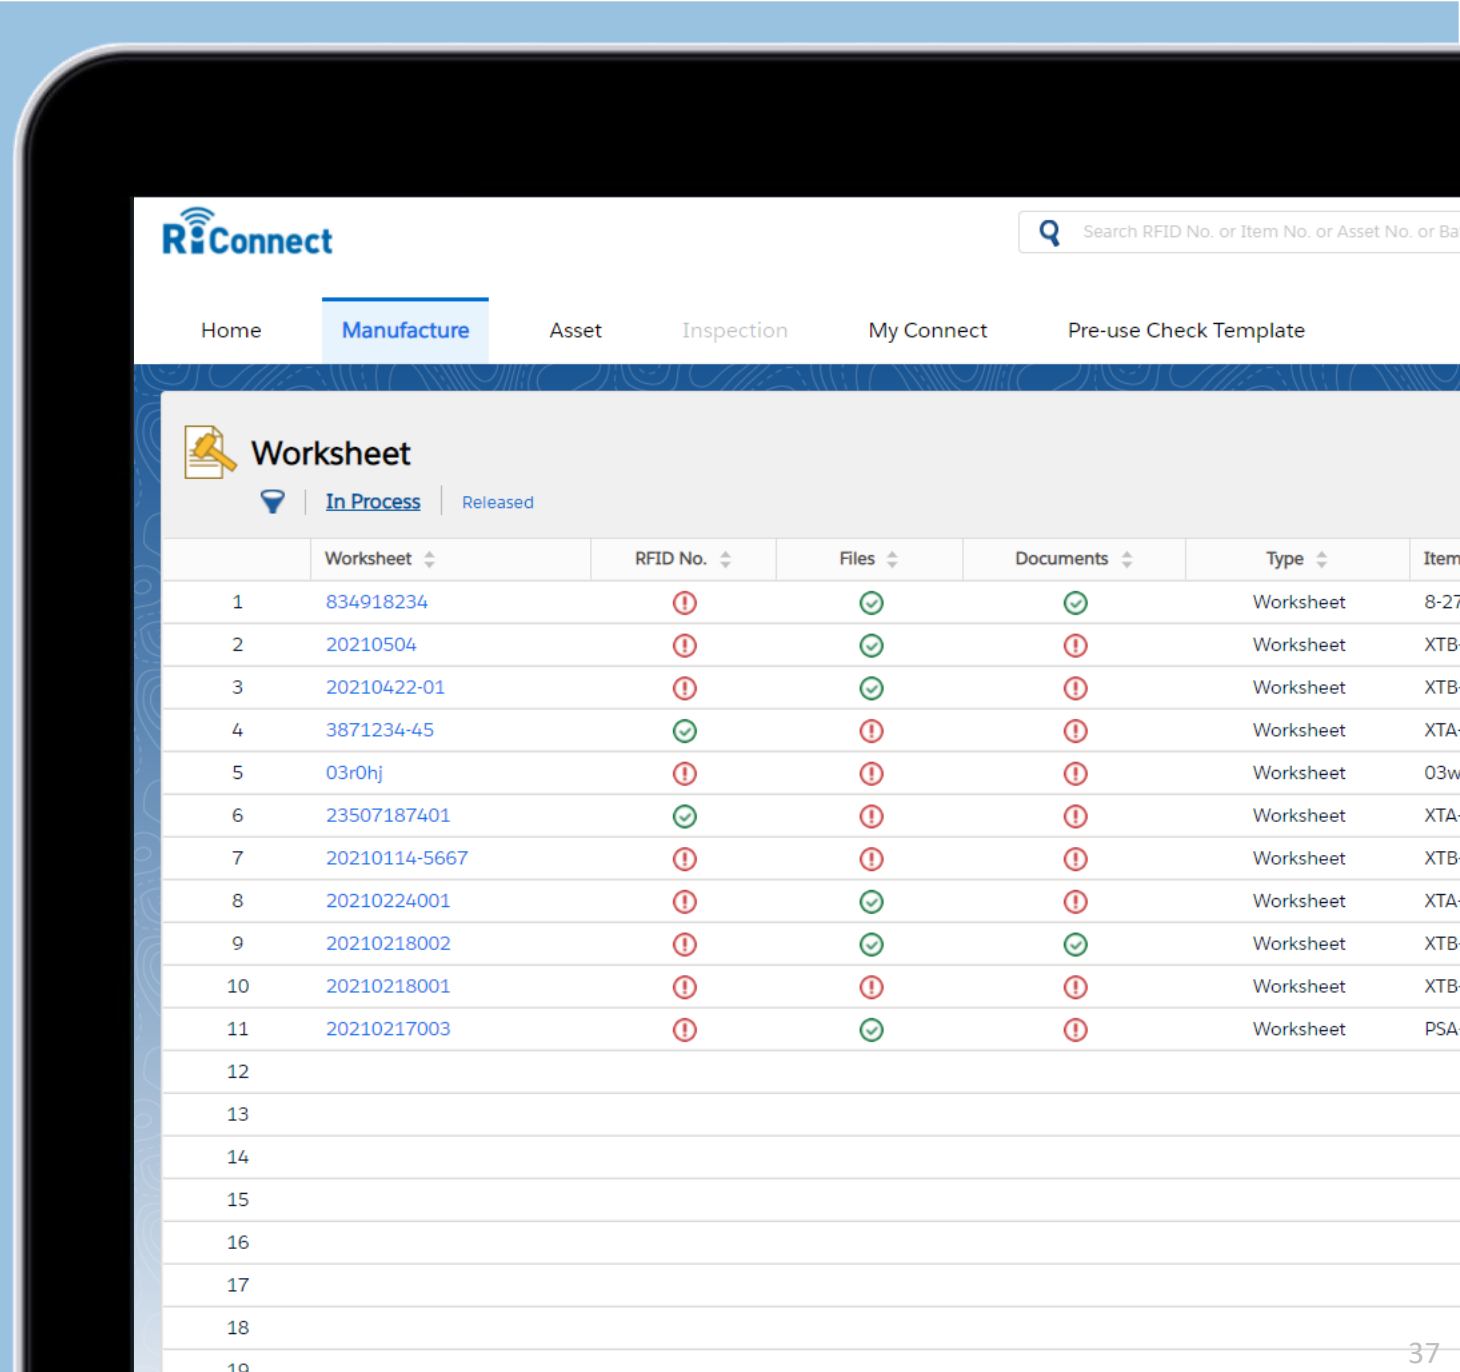 RiConnect
Search RFID No. or Item No. or Asset No. or Ba
Home Manufacture Asset Inspection My Connect Pre-use Check Template
Worksheet
In Process Released
Worksheet RFID No. Files Documents Type Item
1 834918234 Worksheet 8-27
2 20210504 Worksheet XTB-
3 20210422-01 Worksheet XTB-
4 3871234-45 Worksheet XTA-
5 03r0hj Worksheet 03w
6 23507187401 Worksheet XTA-
7 20210114-5667 Worksheet XTB-
8 20210224001 Worksheet XTA-
9 20210218002 Worksheet XTB-
10 20210218001 Worksheet XTB-
11 20210217003 Worksheet PSA-
12
13
14
15
16
17
18
19
37